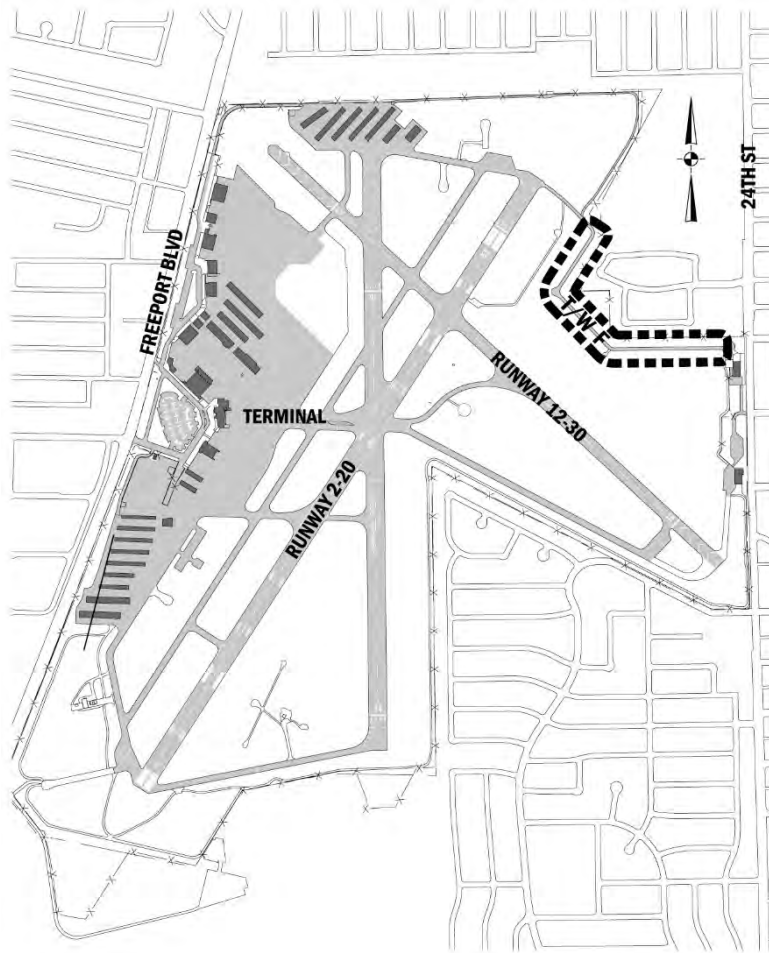 24TH ST
FREEPORT BLVD
T/W F
RUNWAY 12-30
TERMINAL
RUNWAY 2-20